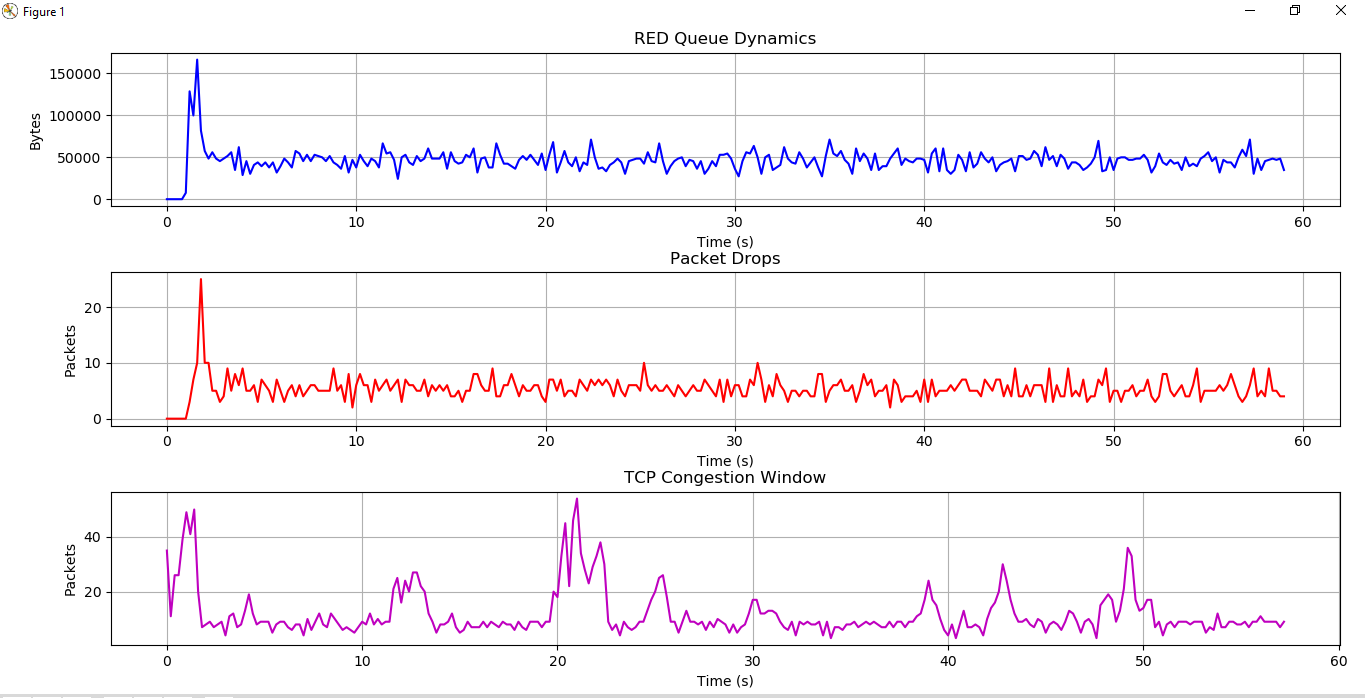 Figure 1
RED Queue Dynamics
150000
100000
50000
0
Bytes
0 10 20 30 40 50 60
Time (s)
Packet Drops
20
10
0
Packets
0 10 20 30 40 50 60
Time (s)
TCP Congestion Window
40
20
Packets
0 10 20 30 40 50 60
Time (s)